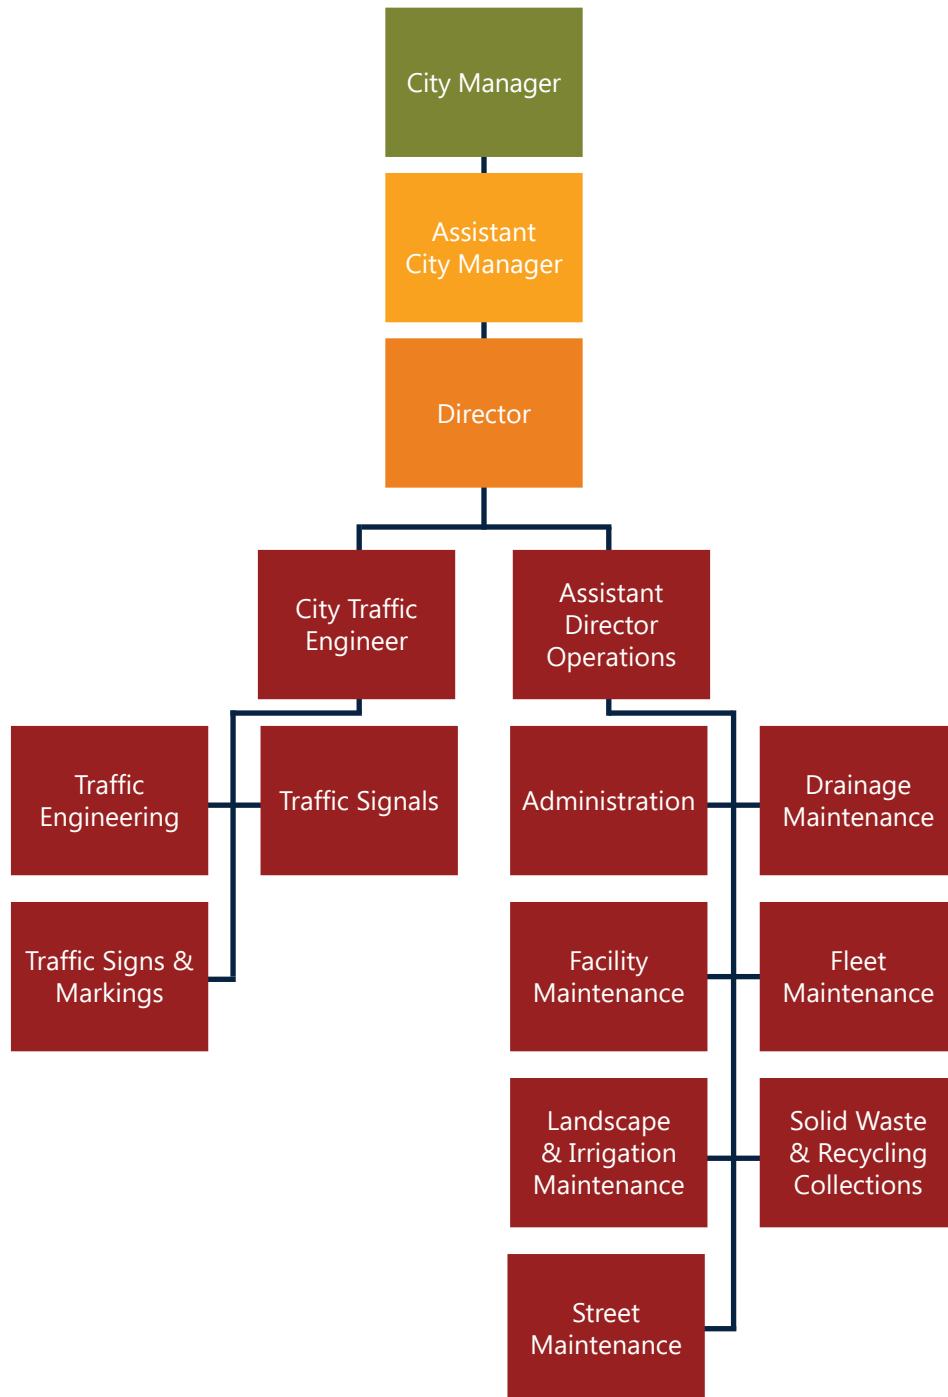 City Manager
Assistant
City Manager
Director
City Traffic
Engineer
Assistant
Director
Operations
Traffic
Engineering
Traffic Signals
Administration
Drainage
Maintenance
Traffic Signs &
Markings
Facility
Maintenance
Fleet
Maintenance
Landscape
& Irrigation
Maintenance
Solid Waste
& Recycling
Collections
Street
Maintenance